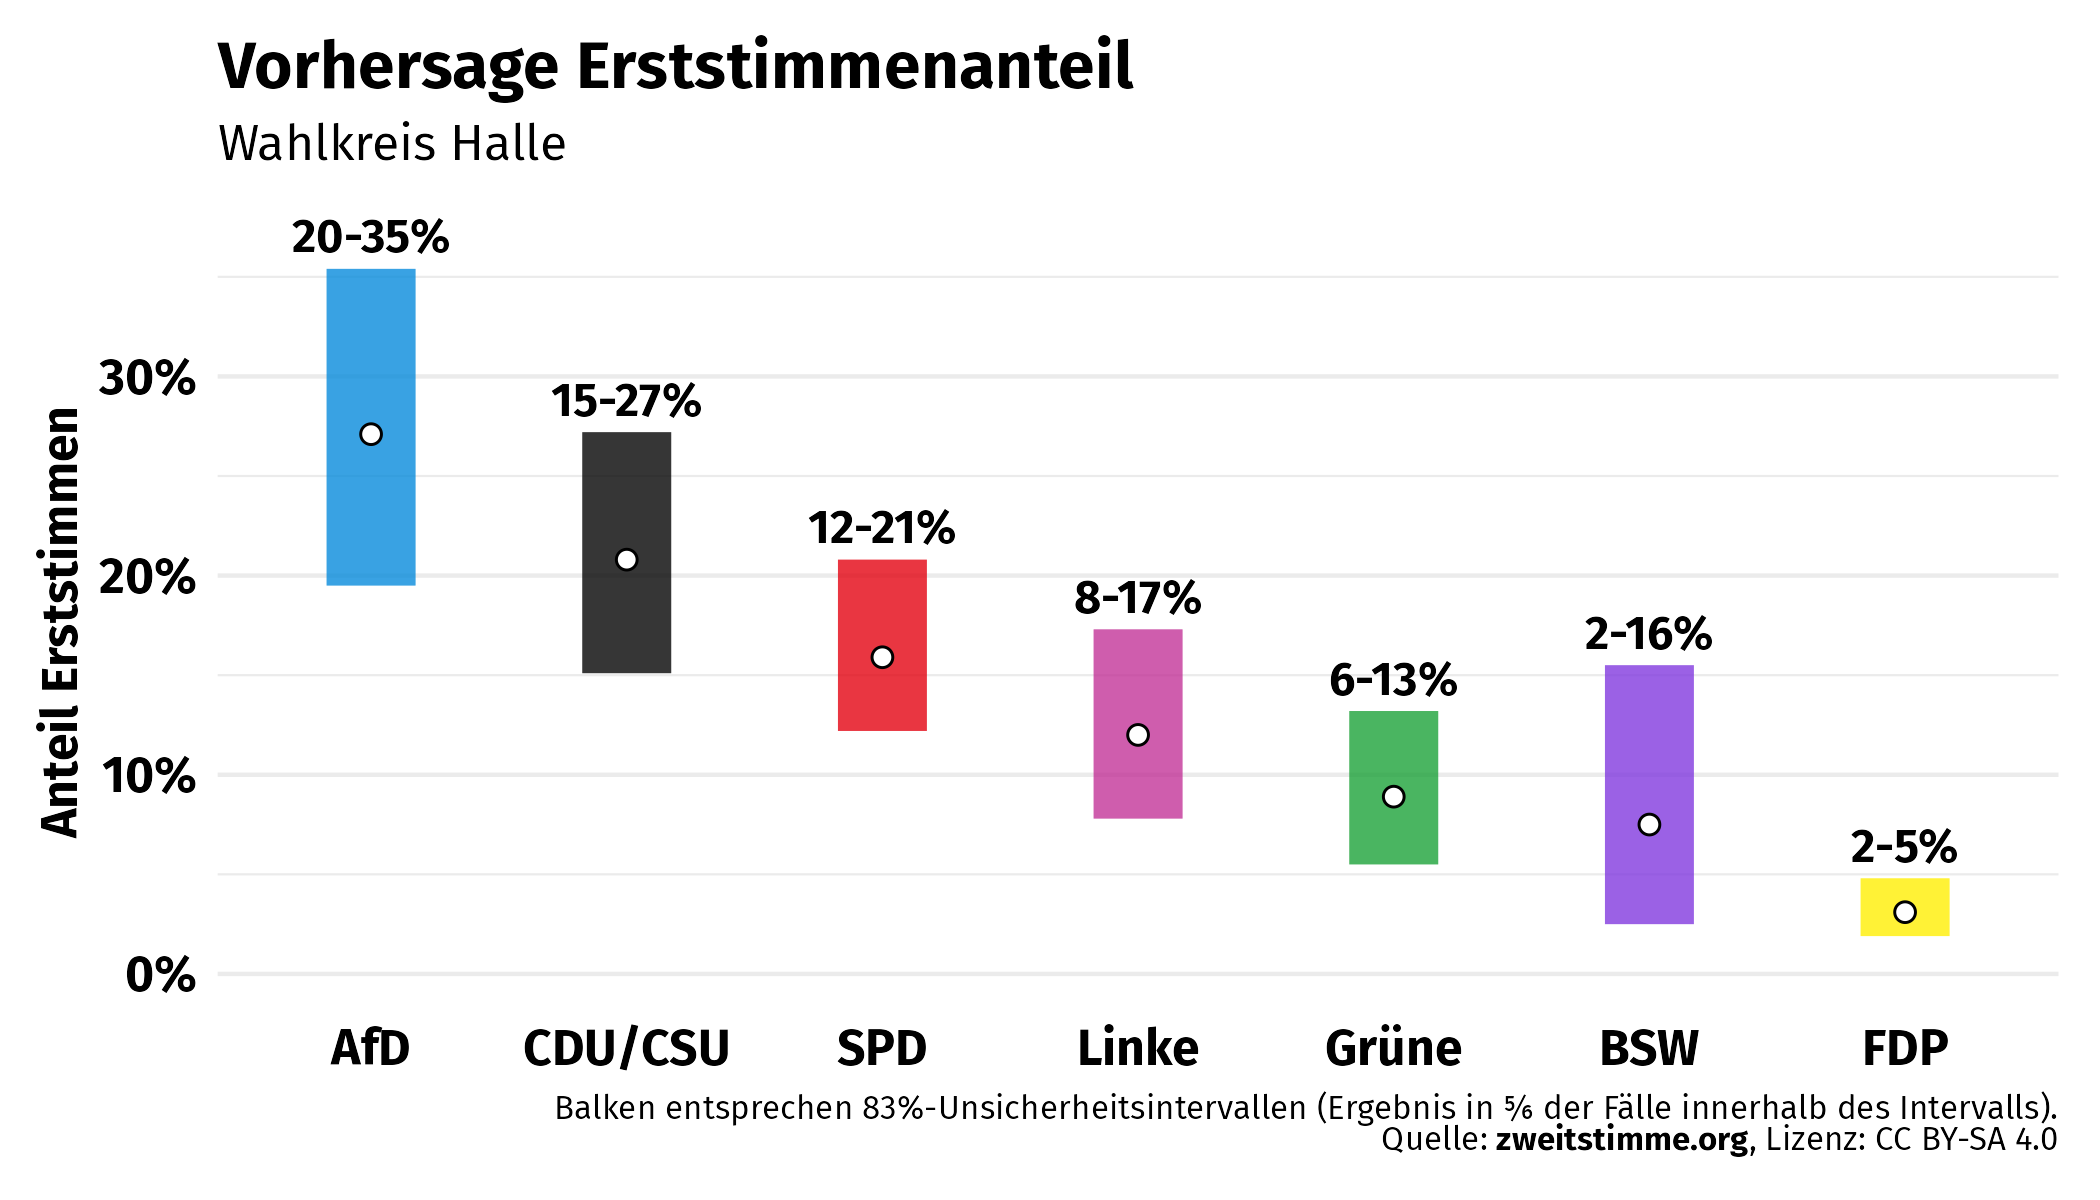 Vorhersage Erststimmenanteil
Wahlkreis Halle
20-35%
15-27%
12-21%
8-17%
6-13%
2-16%
2-5%
Anteil Erststimmen
30%
20%
10%
0%
AfD
CDU/CSU
SPD
Linke
Grüne
BSW
FDP
Balken entsprechen 83%-Unsicherheitsintervallen (Ergebnis in ⅚ der Fälle innerhalb des Intervalls).
Quelle: zweitstimme.org, Lizenz: CC BY-SA 4.0